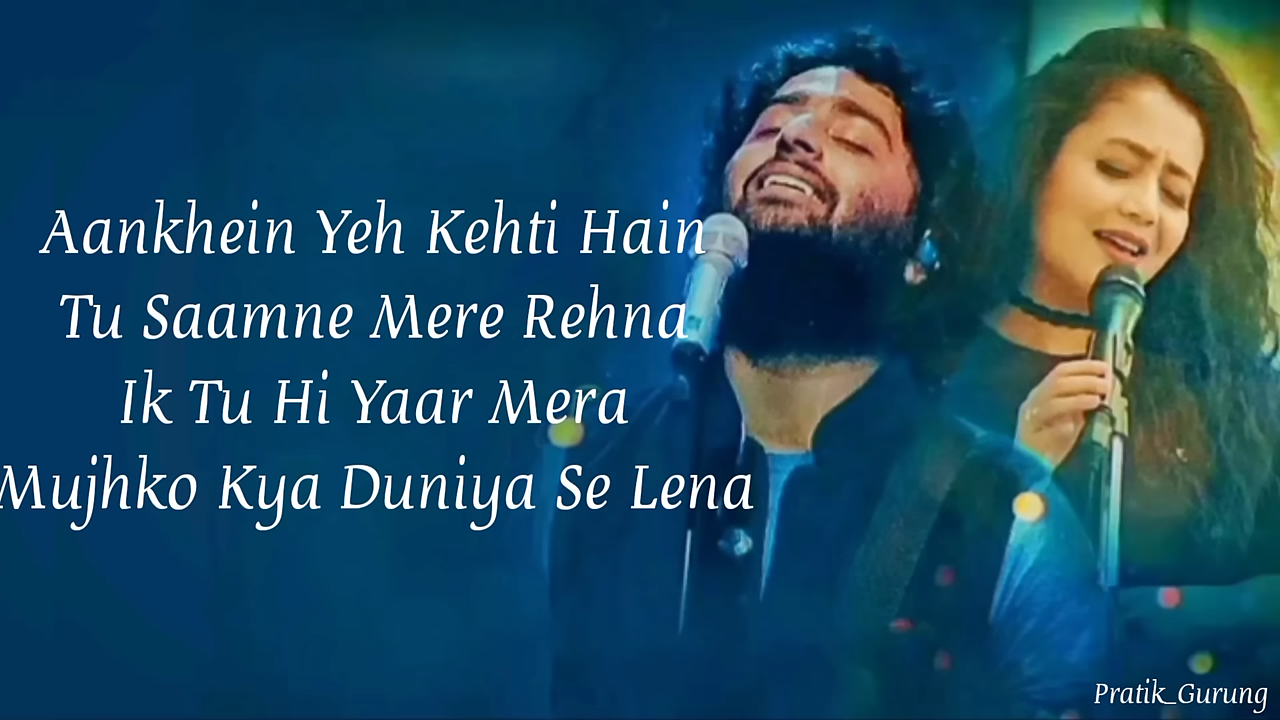 Aankhein Yeh Kehti Hain
Tu Saamne Mere Rehna
Ik Tu Hi Yaar Mera
Mujhko Kya Duniya Se Lena
Pratik_Gurung